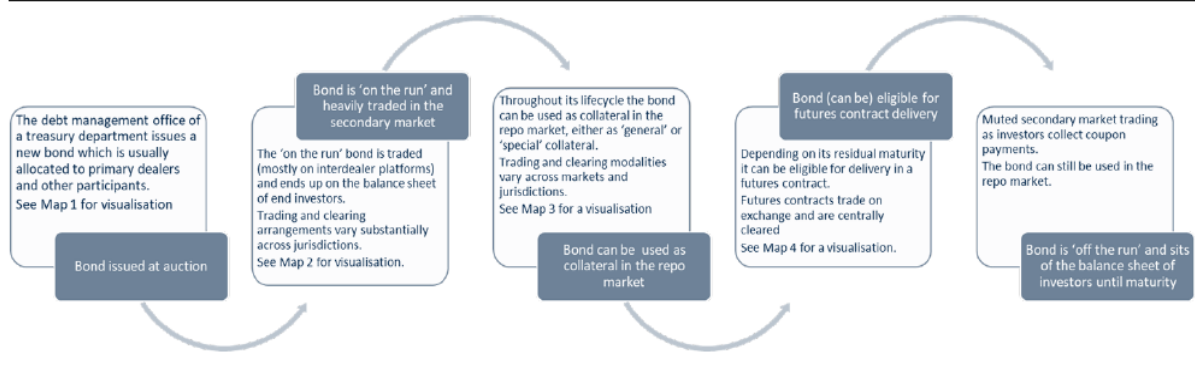 The debt management office of
a treasury department issues a
new bond which is usually
allocated to primary dealers
and other participants.
See Map 1 for visualisation
Bond issued at auction
Bond is ‘on the run’ and
heavily traded in the
secondary market
The ‘on the run’ bond is traded
(mostly on interdealer platforms)
and ends up on the balance sheet
of end investors.
Trading and clearing
arrangements vary substantially
across jurisdictions.
See Map 2 for visualisation.
Throughout its lifecycle the bond
can be used as collateral in the
repo market, either as ‘general’ or
‘special’ collateral.
Trading and clearing modalities
vary across markets and
jurisdictions.
See Map 3 for a visualisation
Bond can be used as
collateral in the repo
market
Bond (can be) eligible for
futures contract delivery
Depending on its residual maturity
it can be eligible for delivery in a
futures contract.
Futures contracts trade on
exchange and are centrally
cleared
See Map 4 for a visualisation.
Muted secondary market trading
as investors collect coupon
payments.
The bond can still be used in the
repo market.
Bond is ‘off the run’ and sits
of the balance sheet of
investors until maturity